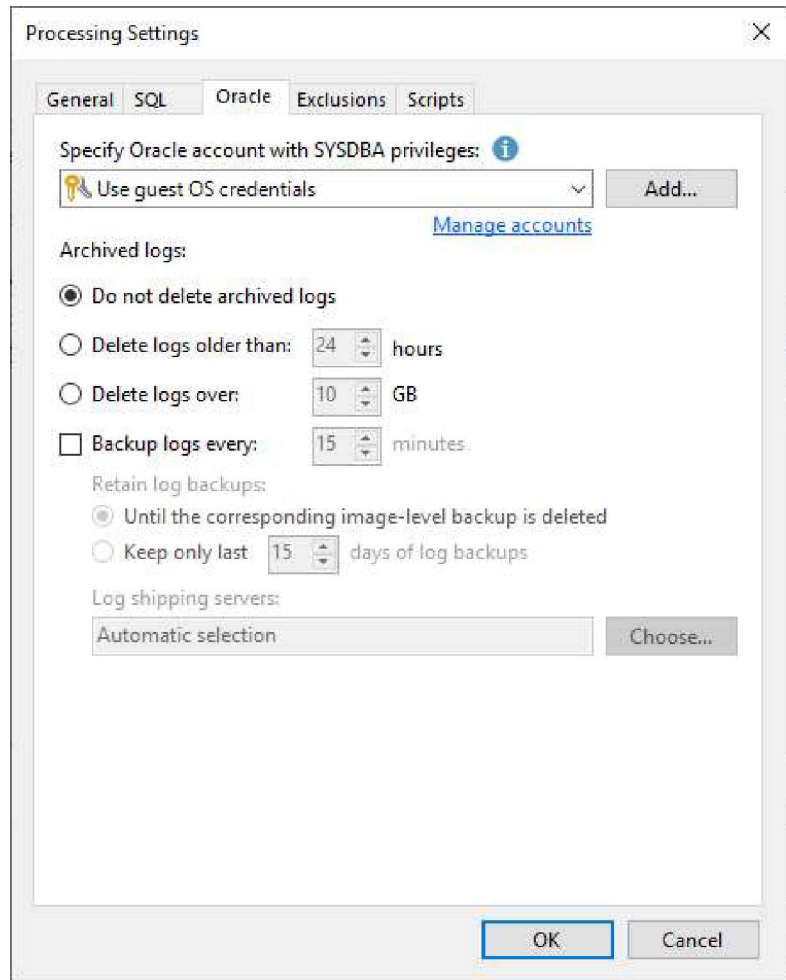 Processing Settings
General SQL Oracle Exclusions Scripts
Specify Oracle account with SYSDBA privileges:
Use guest OS credentials Add...
Manage accounts
Archived logs:
Do not delete archived logs
Delete logs older than: 24 hours
Delete logs over: 10 GB
Backup logs every: 15 minutes
Retain log backups:
Until the corresponding image-level backup is deleted
Keep only last 15 days of log backups
Log shipping servers:
Automatic selection Choose...
OK Cancel